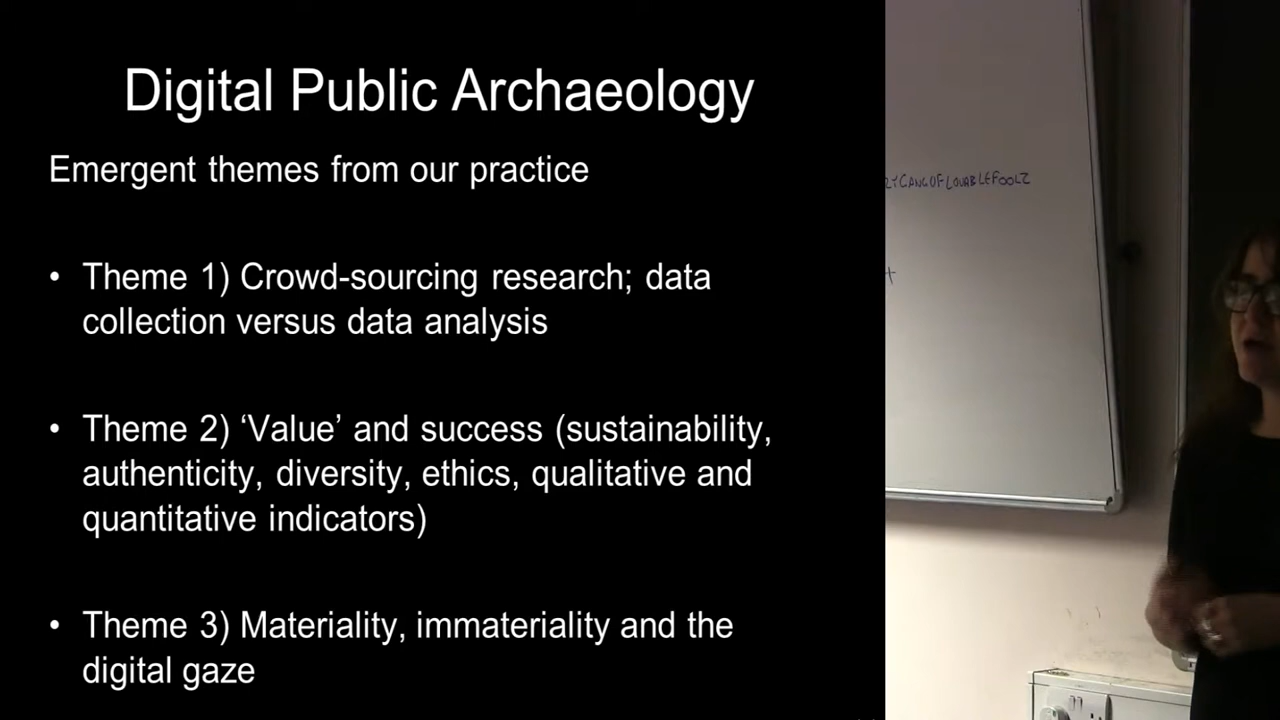 Digital Public Archaeology
Emergent themes from our practice
• Theme 1) Crowd-sourcing research; data
collection versus data analysis
• Theme 2) ‘Value’ and success (sustainability,
authenticity, diversity, ethics, qualitative and
quantitative indicators)
• Theme 3) Materiality, immateriality and the
digital gaze